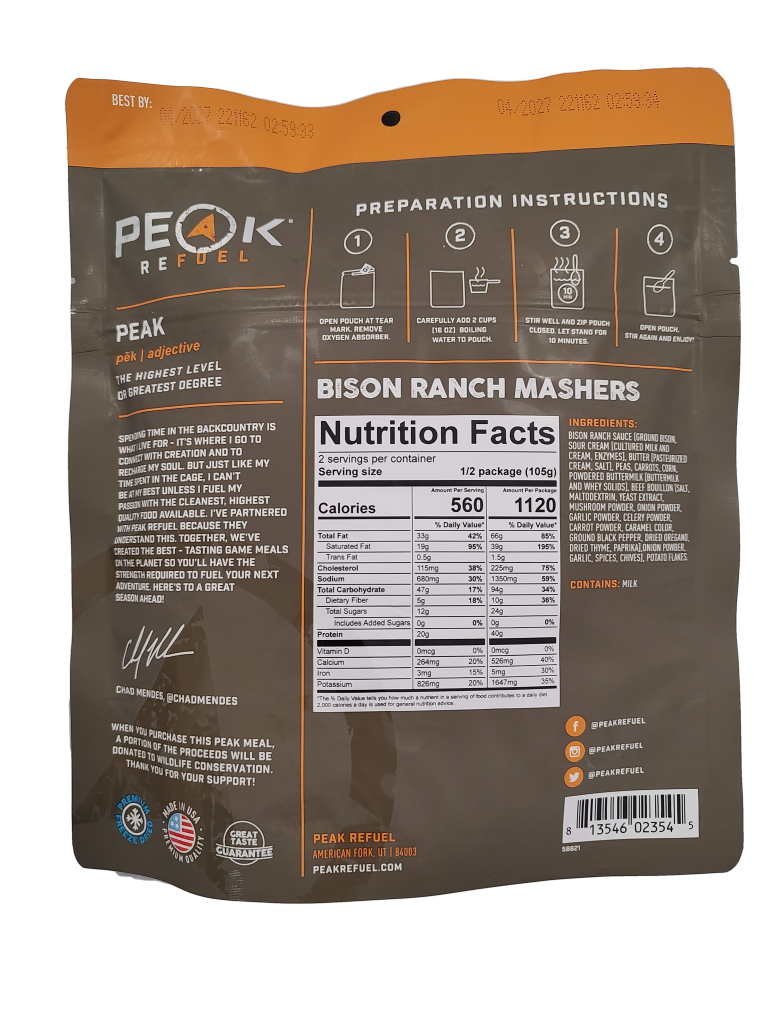 BEST BY:
04/2027 221162 02:59:33
04/2027 221162 02:59:34
PEAK
REFUEL
PEAK
pēk | adjective
THE HIGHEST LEVEL
OR GREATEST DEGREE
SPENDING TIME IN THE BACKCOUNTRY IS
WHAT I LIVE FOR - IT'S WHERE I GO TO
CONNECT WITH CREATION AND TO
RECHARGE MY SOUL. BUT JUST LIKE MY
TIME SPENT IN THE CAGE, I CAN'T
BE AT MY BEST UNLESS I FUEL MY
PASSION WITH THE CLEANEST, HIGHEST
QUALITY FOOD AVAILABLE. I'VE PARTNERED
WITH PEAK REFUEL BECAUSE THEY
UNDERSTAND THIS. TOGETHER, WE'VE
CREATED THE BEST - TASTING GAME MEALS
ON THE PLANET SO YOU'LL HAVE THE
STRENGTH REQUIRED TO FUEL YOUR NEXT
ADVENTURE. HERE'S TO A GREAT
SEASON AHEAD!
CHAD MENDES, @CHADMENDES
WHEN YOU PURCHASE THIS PEAK MEAL,
A PORTION OF THE PROCEEDS WILL BE
DONATED TO WILDLIFE CONSERVATION.
THANK YOU FOR YOUR SUPPORT!
PREMIUM
FREEZE DRIED
MADE IN USA
PREMIUM QUALITY
GREAT
TASTE
GUARANTEE
PREPARATION INSTRUCTIONS
1
OPEN POUCH AT TEAR
MARK. REMOVE
OXYGEN ABSORBER.
2
CAREFULLY ADD 2 CUPS
(16 OZ) BOILING
WATER TO POUCH.
3
10
MIN
STIR WELL AND ZIP POUCH
CLOSED. LET STAND FOR
10 MINUTES.
4
OPEN POUCH,
STIR AGAIN AND ENJOY!
BISON RANCH MASHERS
Nutrition Facts
2 servings per container
Serving size 1/2 package (105g)
Amount Per Serving Amount Per Package
Calories 560 1120
% Daily Value* % Daily Value*
Total Fat 33g 42% 66g 85%
Saturated Fat 19g 95% 39g 195%
Trans Fat 0.5g 1.5g
Cholesterol 115mg 38% 225mg 75%
Sodium 680mg 30% 1350mg 59%
Total Carbohydrate 47g 17% 94g 34%
Dietary Fiber 5g 18% 10g 36%
Total Sugars 12g 24g
Includes Added Sugars 0g 0% 0g 0%
Protein 20g 40g
Vitamin D 0mcg 0% 0mcg 0%
Calcium 264mg 20% 526mg 40%
Iron 3mg 15% 5mg 30%
Potassium 826mg 20% 1647mg 35%
*The % Daily Value tells you how much a nutrient in a serving of food contributes to a daily diet.
2,000 calories a day is used for general nutrition advice.
INGREDIENTS:
BISON RANCH SAUCE (GROUND BISON,
SOUR CREAM [CULTURED MILK AND
CREAM, ENZYMES], BUTTER [PASTEURIZED
CREAM, SALT], PEAS, CARROTS, CORN,
POWDERED BUTTERMILK [BUTTERMILK
AND WHEY SOLIDS], BEEF BOUILLON [SALT,
MALTODEXTRIN, YEAST EXTRACT,
MUSHROOM POWDER, ONION POWDER,
GARLIC POWDER, CELERY POWDER,
CARROT POWDER, CARAMEL COLOR,
GROUND BLACK PEPPER, DRIED OREGANO,
DRIED THYME, PAPRIKA],ONION POWDER,
GARLIC, SPICES, CHIVES), POTATO FLAKES.
CONTAINS: MILK
@PEAKREFUEL
@PEAKREFUEL
@PEAKREFUEL
8 13546 02354 5
58621
PEAK REFUEL
AMERICAN FORK, UT | 84003
PEAKREFUEL.COM